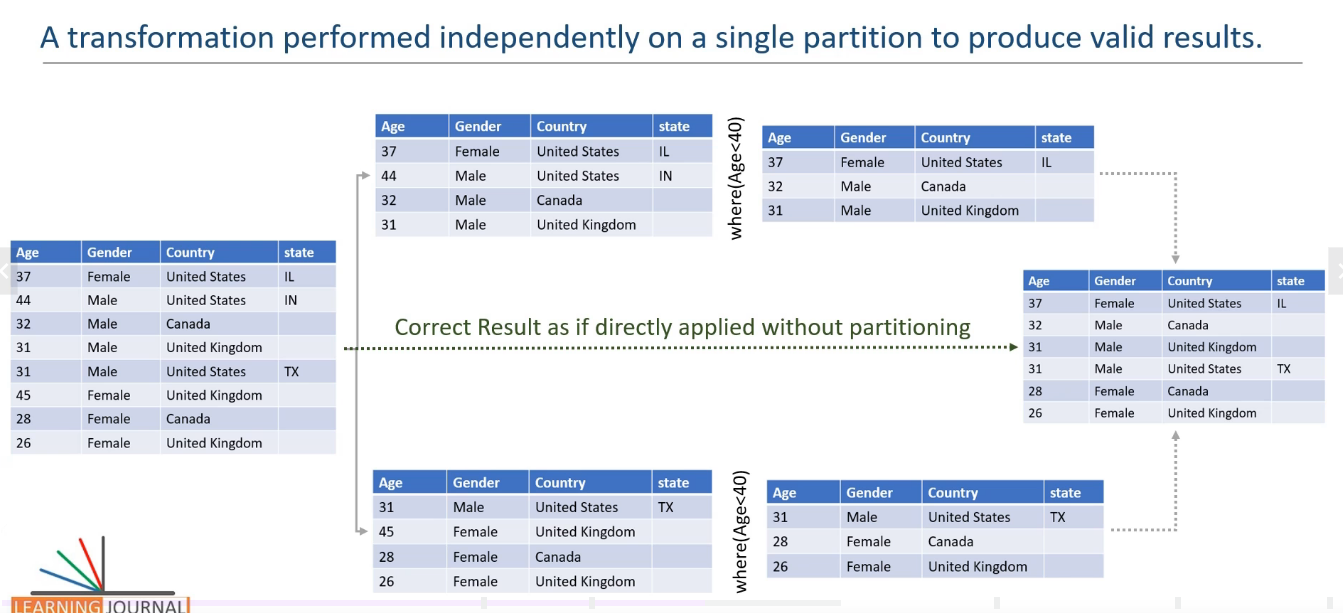 A transformation performed independently on a single partition to produce valid results.
Age Gender Country state
37 Female United States IL
44 Male United States IN
32 Male Canada
31 Male United Kingdom
31 Male United States TX
45 Female United Kingdom
28 Female Canada
26 Female United Kingdom
Age Gender Country state
37 Female United States IL
44 Male United States IN
32 Male Canada
31 Male United Kingdom
where(Age<40)
Age Gender Country state
37 Female United States IL
32 Male Canada
31 Male United Kingdom
Correct Result as if directly applied without partitioning
Age Gender Country state
31 Male United States TX
45 Female United Kingdom
28 Female Canada
26 Female United Kingdom
where(Age<40)
Age Gender Country state
31 Male United States TX
28 Female Canada
26 Female United Kingdom
Age Gender Country state
37 Female United States IL
32 Male Canada
31 Male United Kingdom
31 Male United States TX
28 Female Canada
26 Female United Kingdom
LEARNING JOURNAL